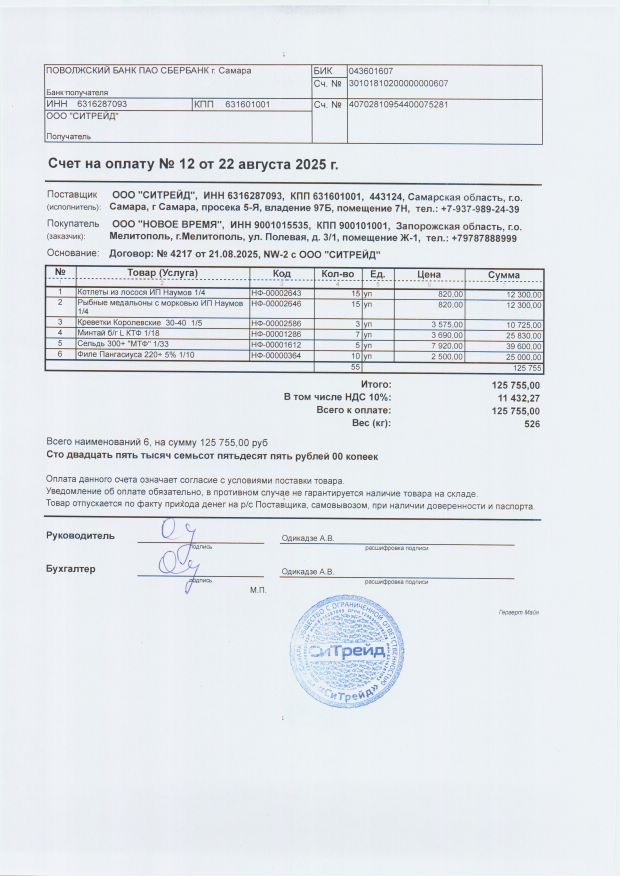 ПОВОЛЖСКИЙ БАНК ПАО СБЕРБАНК г. Самара БИК 043601607
Сч. № 30101810200000000607
Банк получателя
ИНН 6316287093 КПП 631601001 Сч. № 40702810954400075281
ООО "СИТРЕЙД"
Получатель
Счет на оплату № 12 от 22 августа 2025 г.
Поставщик ООО "СИТРЕЙД", ИНН 6316287093, КПП 631601001, 443124, Самарская область, г.о.
(исполнитель): Самара, г Самара, просека 5-Я, владение 97Б, помещение 7Н, тел.: +7-937-989-24-39
Покупатель ООО "НОВОЕ ВРЕМЯ", ИНН 9001015535, КПП 900101001, Запорожская область, г.о.
(заказчик): Мелитополь, г.Мелитополь, ул. Полевая, д. 3/1, помещение Ж-1, тел.: +79787888999
Основание: Договор: № 4217 от 21.08.2025, NW-2 с ООО "СИТРЕЙД"
№ Товар (Услуга) Код Кол-во Ед. Цена Сумма
1 Котлеты из лосося ИП Наумов 1/4 НФ-00002643 15 уп 820,00 12 300,00
2 Рыбные медальоны с морковью ИП Наумов НФ-00002646 15 уп 820,00 12 300,00
1/4
3 Креветки Королевские 30-40 1/5 НФ-00002586 3 уп 3 575,00 10 725,00
4 Минтай б/г L КТФ 1/18 НФ-00001286 7 уп 3 690,00 25 830,00
5 Сельдь 300+ "МТФ" 1/33 НФ-00001612 5 уп 7 920,00 39 600,00
6 Филе Пангасиуса 220+ 5% 1/10 НФ-00000364 10 уп 2 500,00 25 000,00
55 125 755
Итого: 125 755,00
В том числе НДС 10%: 11 432,27
Всего к оплате: 125 755,00
Вес (кг): 526
Всего наименований 6, на сумму 125 755,00 руб
Сто двадцать пять тысяч семьсот пятьдесят пять рублей 00 копеек
Оплата данного счета означает согласие с условиями поставки товара.
Уведомление об оплате обязательно, в противном случае не гарантируется наличие товара на складе.
Товар отпускается по факту прихода денег на р/с Поставщика, самовывозом, при наличии доверенности и паспорта.
Руководитель Одикадзе А.В.
подпись расшифровка подписи
Бухгалтер Одикадзе А.В.
подпись расшифровка подписи
М.П.
Герверт Майя
ОБЩЕСТВО С ОГРАНИЧЕННОЙ ОТВЕТСТВЕННОСТЬЮ
СиТрейд
«СиТрейд»